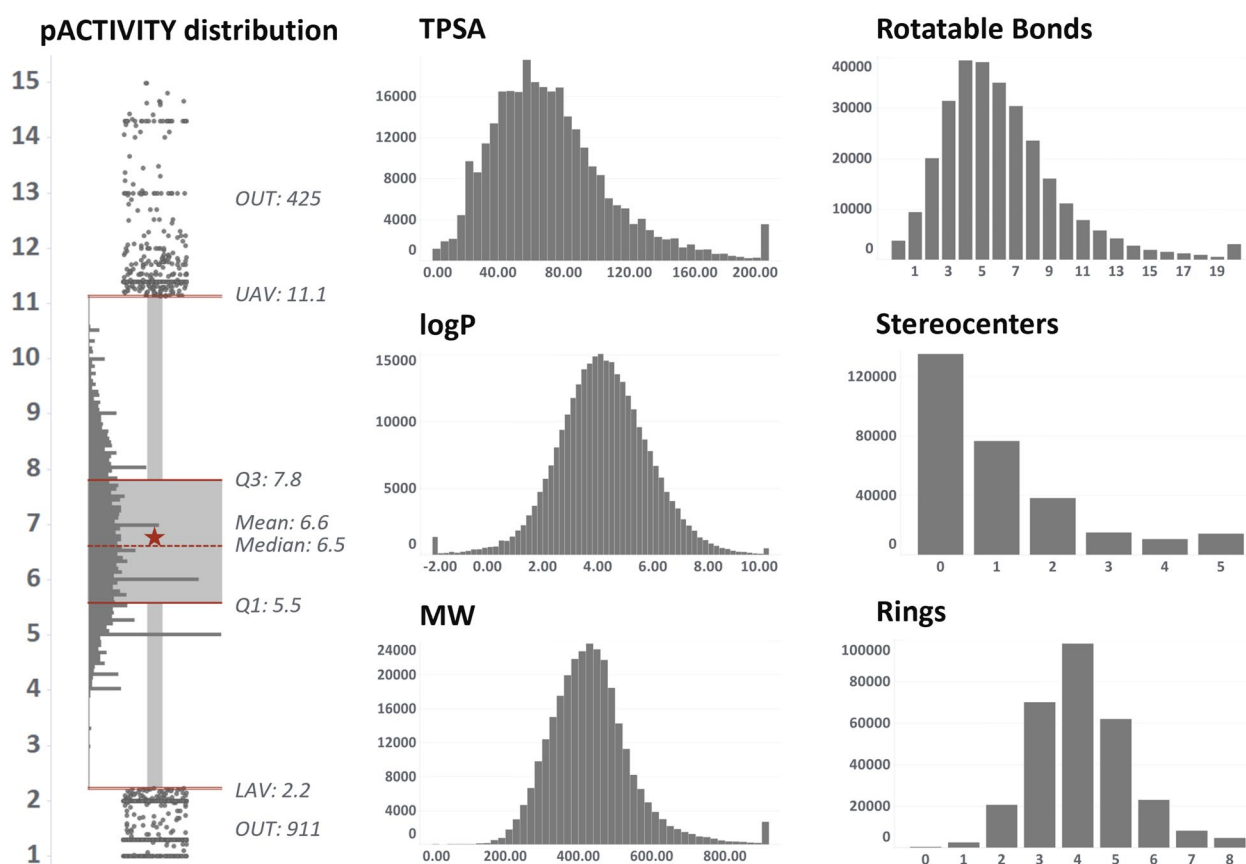 pACTIVITY distribution
15
14
13
12
11
10
9
8
7
6
5
4
3
2
1
OUT: 425
UAV: 11.1
Q3: 7.8
Mean: 6.6
Median: 6.5
Q1: 5.5
LAV: 2.2
OUT: 911
TPSA
16000
12000
8000
4000
0
0.00 40.00 80.00 120.00 160.00 200.00
logP
15000
10000
5000
0
-2.00 0.00 2.00 4.00 6.00 8.00 10.00
MW
24000
20000
16000
12000
8000
4000
0
0.00 200.00 400.00 600.00 800.00
Rotatable Bonds
40000
30000
20000
10000
0
1 3 4 5 7 9 11 13 15 17 19
Stereocenters
120000
80000
40000
0
0 1 2 3 4 5
Rings
100000
80000
60000
40000
20000
0
0 1 2 3 4 5 6 7 8